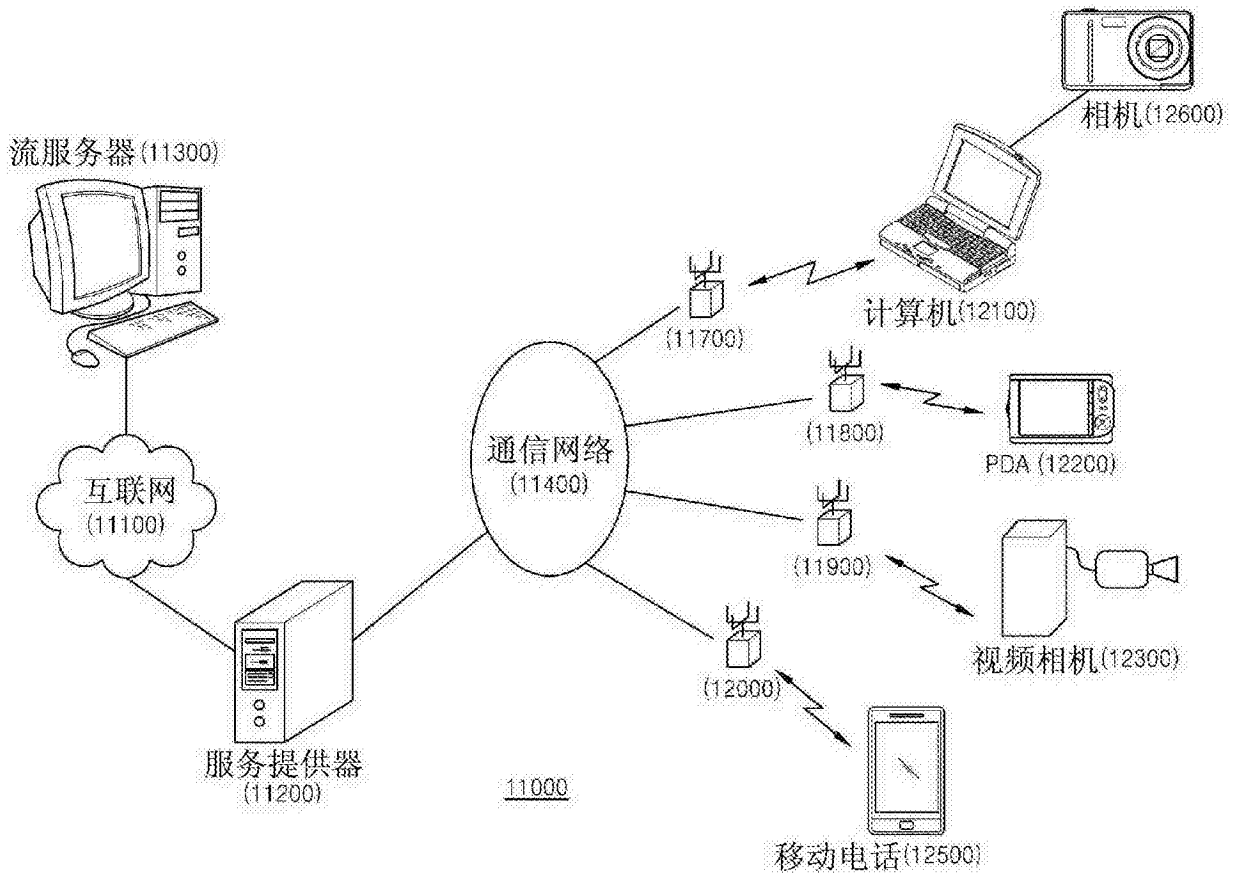 相机(12600)
流服务器(11300)
计算机(12100)
(11700)
(11800)
PDA (12200)
通信网络
(11400)
互联网
(11100)
(11900)
视频相机(12300)
(12000)
服务提供器
(11200)
11000
移动电话(12500)